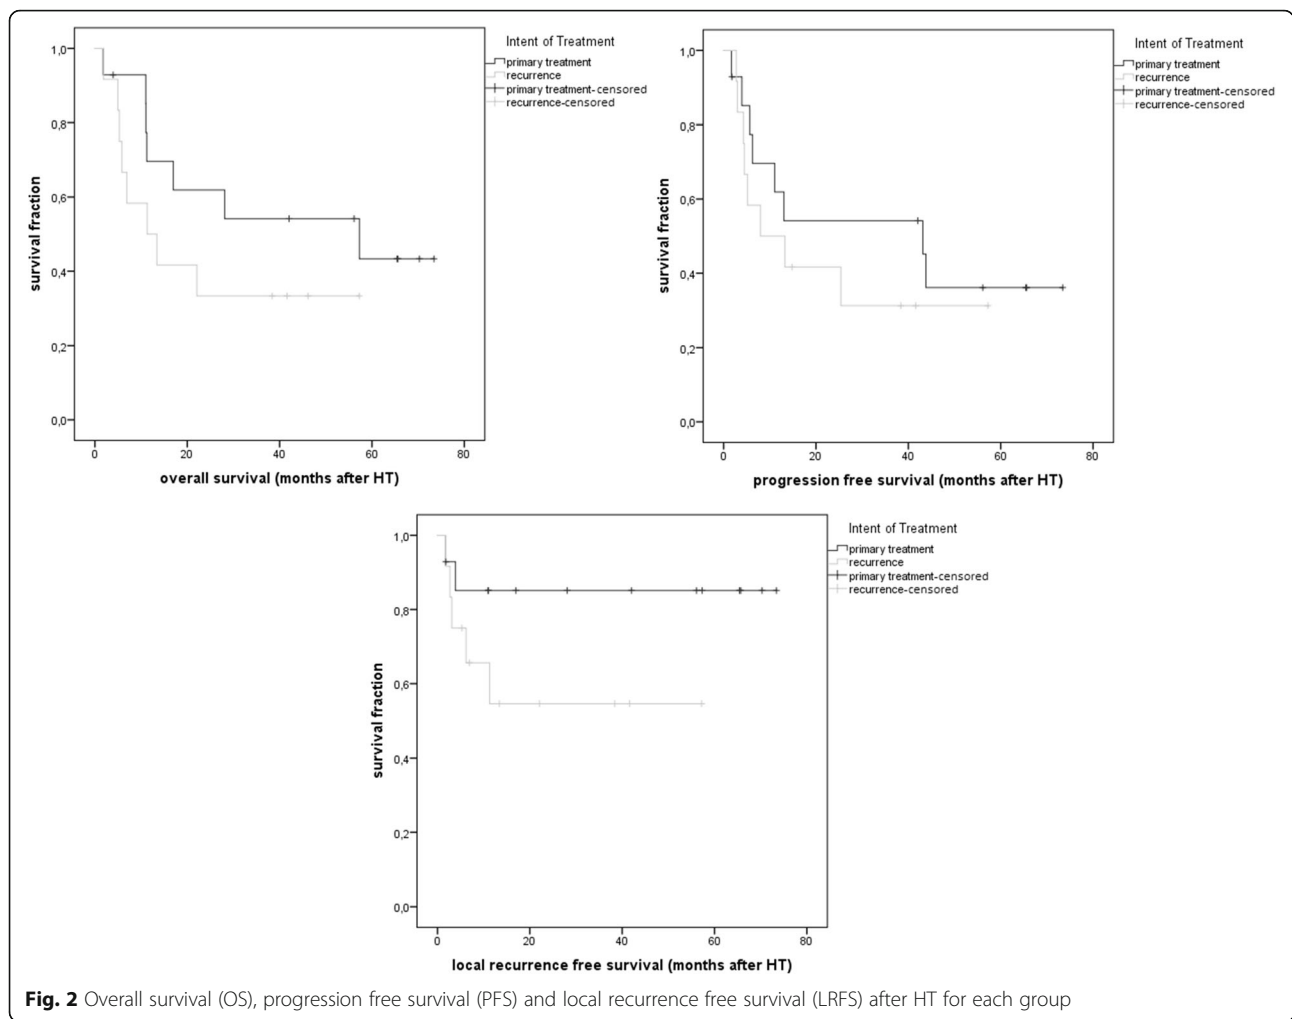 Intent of Treatment
primary treatment
recurrence
primary treatment-censored
recurrence-censored
1,0
0,8
0,6
0,4
0,2
0,0
survival fraction
0 20 40 60 80
overall survival (months after HT)
Intent of Treatment
primary treatment
recurrence
primary treatment-censored
recurrence-censored
1,0
0,8
0,6
0,4
0,2
0,0
survival fraction
0 20 40 60 80
progression free survival (months after HT)
Intent of Treatment
primary treatment
recurrence
primary treatment-censored
recurrence-censored
1,0
0,8
0,6
0,4
0,2
0,0
survival fraction
0 20 40 60 80
local recurrence free survival (months after HT)
Fig. 2 Overall survival (OS), progression free survival (PFS) and local recurrence free survival (LRFS) after HT for each group